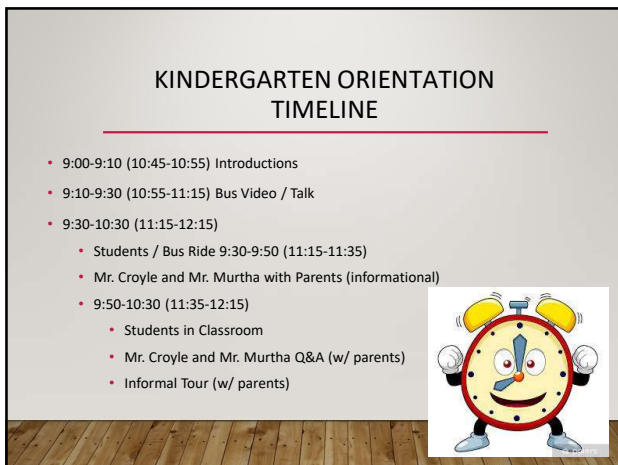 KINDERGARTEN ORIENTATION
TIMELINE
• 9:00-9:10 (10:45-10:55) Introductions
• 9:10-9:30 (10:55-11:15) Bus Video / Talk
• 9:30-10:30 (11:15-12:15)
• Students / Bus Ride 9:30-9:50 (11:15-11:35)
• Mr. Croyle and Mr. Murtha with Parents (informational)
• 9:50-10:30 (11:35-12:15)
• Students in Classroom
• Mr. Croyle and Mr. Murtha Q&A (w/ parents)
• Informal Tour (w/ parents)